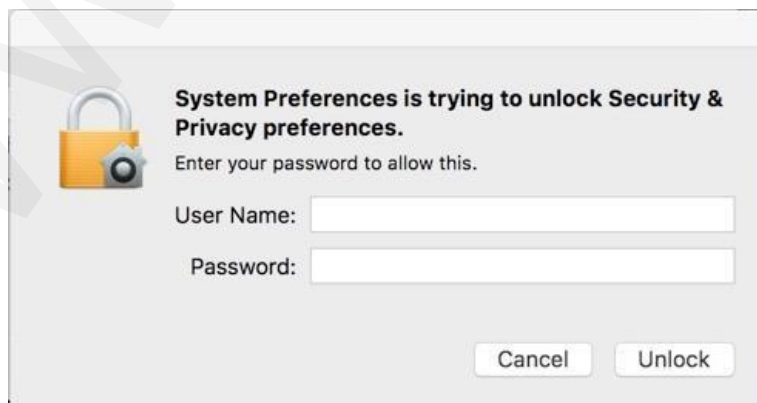 System Preferences is trying to unlock Security &
Privacy preferences.
Enter your password to allow this.
User Name:
Password:
Cancel
Unlock